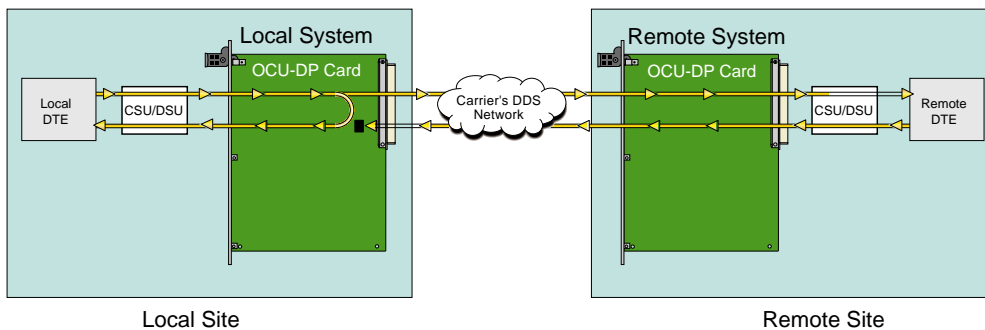 Local System
OCU-DP Card
Local
DTE
CSU/DSU
Carrier's DDS
Network
Remote System
OCU-DP Card
CSU/DSU
Remote
DTE
Local Site
Remote Site